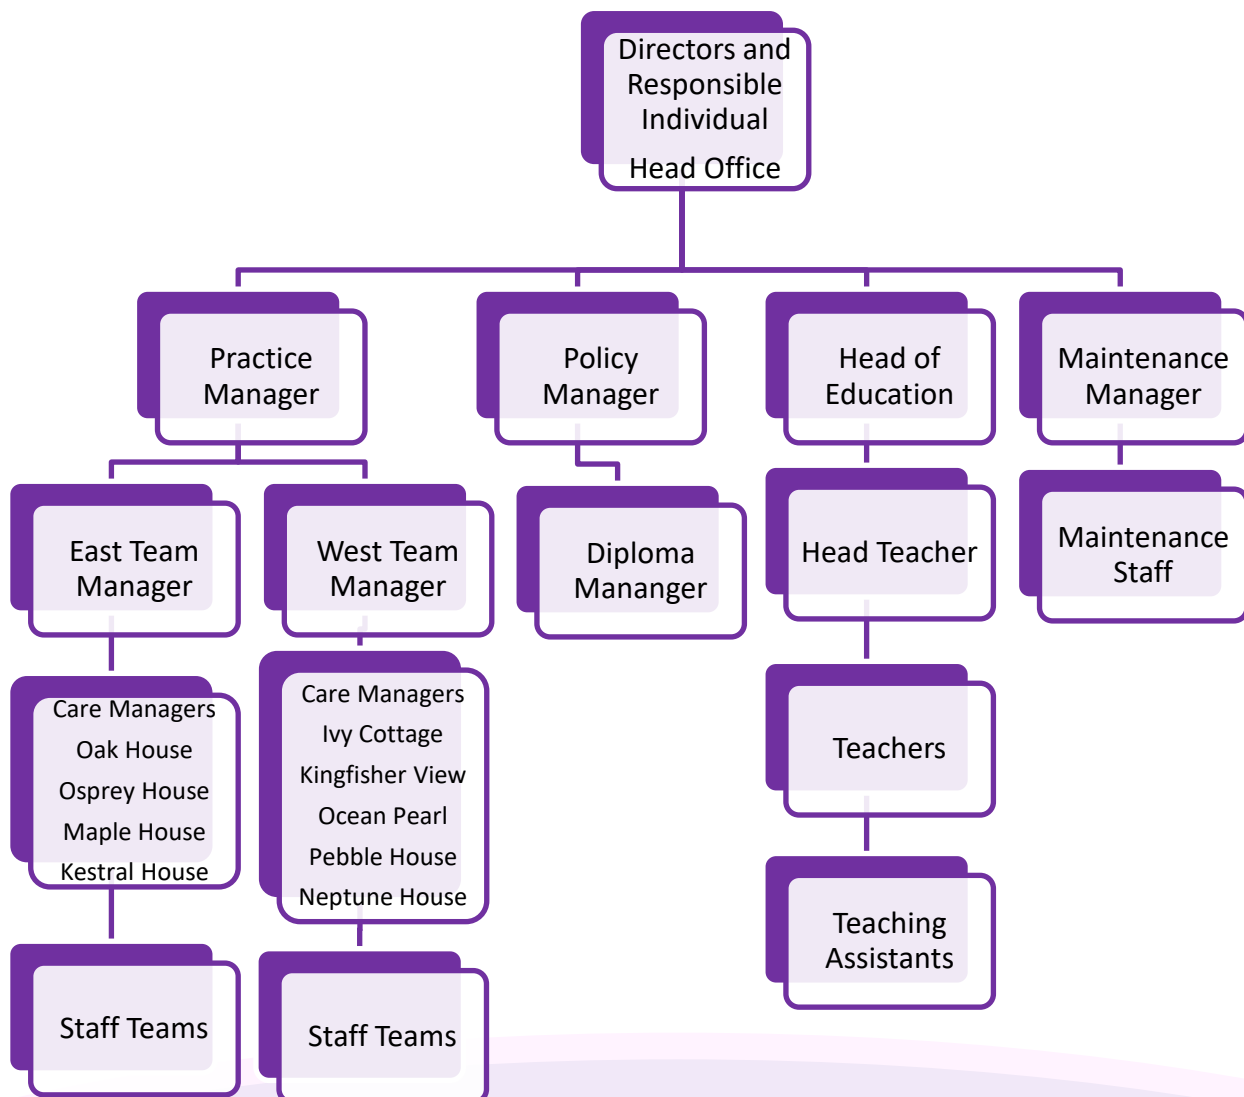 Directors and
Responsible
Individual
Head Office
Practice
Manager
Policy
Manager
Head of
Education
Maintenance
Manager
East Team
Manager
West Team
Manager
Diploma
Mananger
Head Teacher
Maintenance
Staff
Care Managers
Oak House
Osprey House
Maple House
Kestral House
Care Managers
Ivy Cottage
Kingfisher View
Ocean Pearl
Pebble House
Neptune House
Teachers
Teaching
Assistants
Staff Teams
Staff Teams